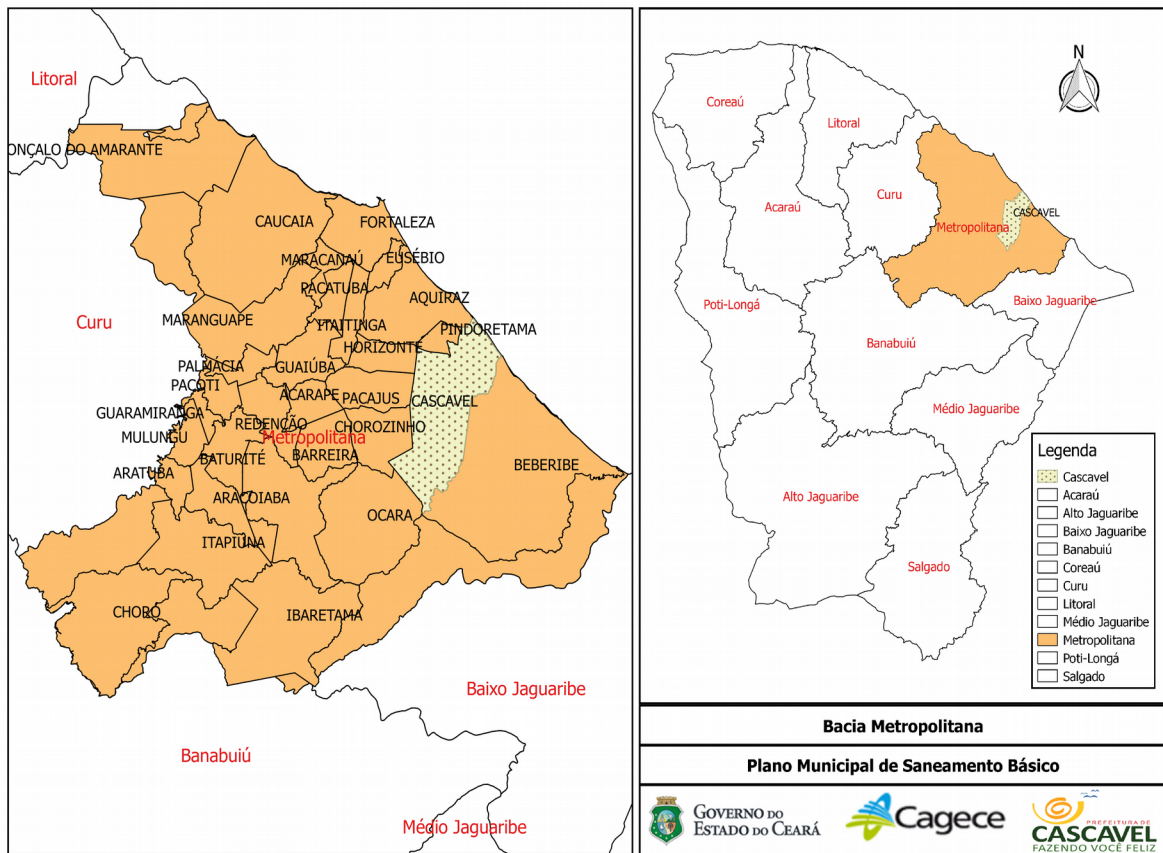 Litoral
ONÇALO DO AMARANTE
CAUCAIA
FORTALEZA
MARACANAÚ
EUSÉBIO
PACATUBA
AQUIRAZ
Curu
MARANGUAPE
ITAITINGA
PINDORETAMA
HORIZONTE
PALMÁCIA
GUAIÚBA
PACOTI
ACARAPE
PACAJUS
CASCAVEL
GUARAMIRANGA
REDENÇÃO
CHOROZINHO
MULUNGU
Metropolitana
BARREIRA
BATURITÉ
BEBERIBE
ARATUBA
ARACOIABA
OCARA
ITAPIÚNA
CHORÓ
IBARETAMA
Baixo Jaguaribe
Banabuiú
Médio Jaguaribe
N
Coreaú
Litoral
Curu
Acaraú
CASCAVEL
Metropolitana
Poti-Longá
Baixo Jaguaribe
Banabuiú
Médio Jaguaribe
Alto Jaguaribe
Salgado
Legenda
Cascavel
Acaraú
Alto Jaguaribe
Baixo Jaguaribe
Banabuiú
Coreaú
Curu
Litoral
Médio Jaguaribe
Metropolitana
Poti-Longá
Salgado
Bacia Metropolitana
Plano Municipal de Saneamento Básico
GOVERNO DO
ESTADO DO CEARÁ
Cagece
PREFEITURA DE
CASCAVEL
FAZENDO VOCÊ FELIZ